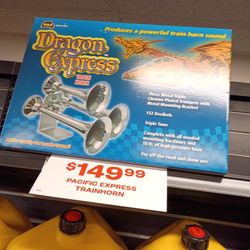 Produces a powerful train horn sound
Dragon
Express
TRAIN
HORN
Three Metal Triple
Chrome Plated Trumpets with
Metal Mounting Bracket
152 Decibels
Triple Tone
Complete with all needed
mounting hardware and
10 ft. of high pressure hose
For off the road and show use
$149.99
PACIFIC EXPRESS
TRAINHORN